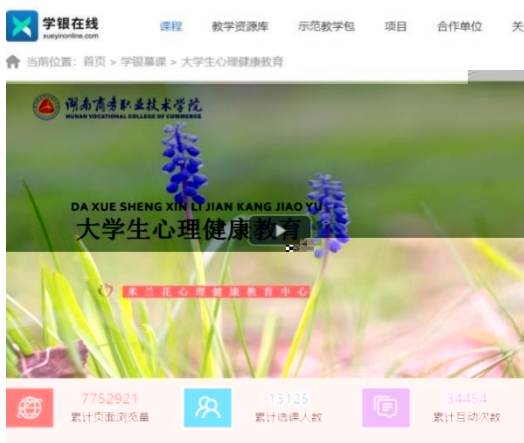 学银在线
xueyinonline.com
课程 教学资源库 示范教学包 项目 合作单位 关
当前位置: 首页 > 学银慕课 > 大学生心理健康教育
湖南商务职业技术学院
HUNAN VOCATIONAL COLLEGE OF COMMERCE
DA XUE SHENG XIN LI JIAN KANG JIAO YU
大学生心理健康教育
米兰花心理健康教育中心
7752921 13125 34454
累计页面浏览量 累计选课人数 累计互动次数